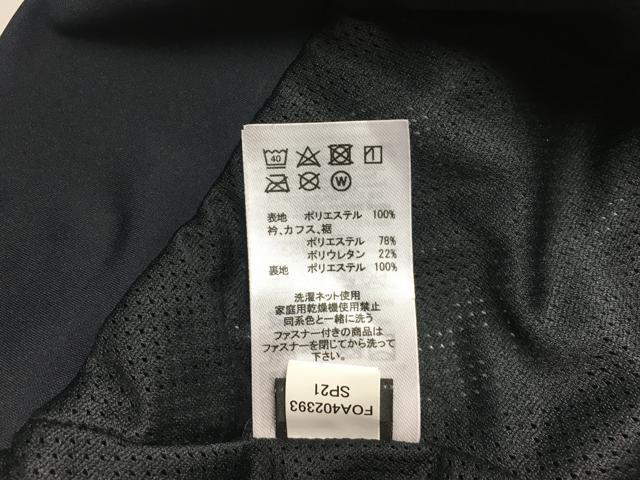 40
W
表地 ポリエステル 100%
衿、カフス、裾
ポリエステル 78%
ポリウレタン 22%
裏地 ポリエステル 100%
洗濯ネット使用
家庭用乾燥機使用禁止
同系色と一緒に洗う
ファスナー付きの商品は
ファスナーを閉じてから洗って
下さい。
FOA402393
SP21